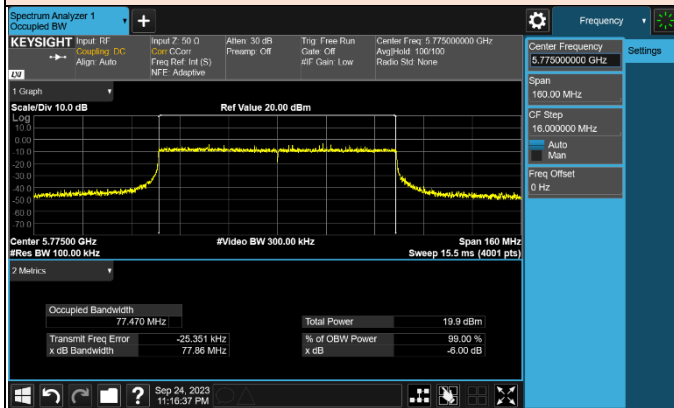 Spectrum Analyzer 1
Occupied BW
Frequency
KEYSIGHT
Input: RF
Coupling: DC
Align: Auto
Input Z: 50 Ω
Corr CCorr
Freq Ref: Int (S)
NFE: Adaptive
Atten: 30 dB
Preamp: Off
Trig: Free Run
Gate: Off
#IF Gain: Low
Center Freq: 5.775000000 GHz
Avg|Hold: 100/100
Radio Std: None
LXI
Center Frequency
5.775000000 GHz
Settings
Span
160.00 MHz
CF Step
16.000000 MHz
Auto
Man
Freq Offset
0 Hz
1 Graph
Scale/Div 10.0 dB
Ref Value 20.00 dBm
Log
10.0
0.00
-10.0
-20.0
-30.0
-40.0
-50.0
-60.0
-70.0
Center 5.77500 GHz
#Video BW 300.00 kHz
Span 160 MHz
#Res BW 100.00 kHz
Sweep 15.5 ms (4001 pts)
2 Metrics
Occupied Bandwidth
77.470 MHz
Total Power 19.9 dBm
Transmit Freq Error -25.351 kHz
% of OBW Power 99.00 %
x dB Bandwidth 77.86 MHz
x dB -6.00 dB
Sep 24, 2023
11:16:37 PM